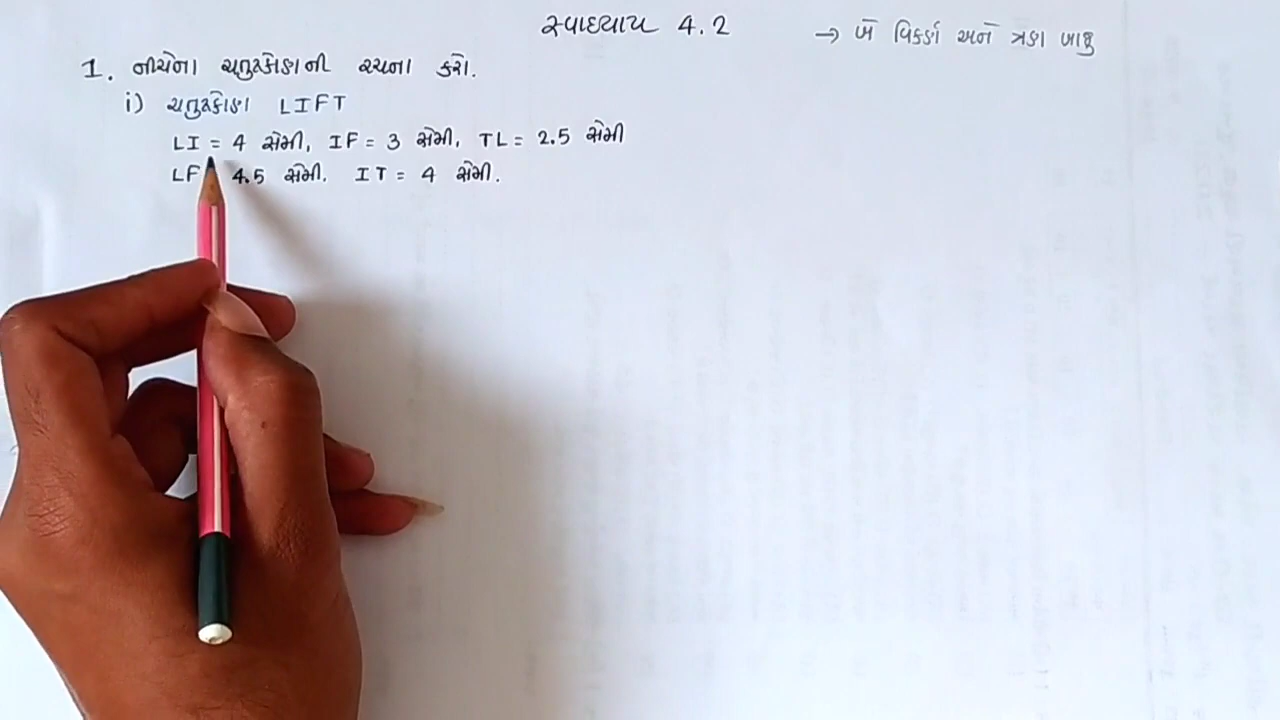 સ્વાધ્યાય 4.2
→ બે વિકર્ણો અને ત્રણ બાજુ
1. નીચેના ચતુષ્કોણની રચના કરો.
i) ચતુષ્કોણ LIFT
LI = 4 સેમી, IF = 3 સેમી, TL = 2.5 સેમી
LF 4.5 સેમી. IT = 4 સેમી.